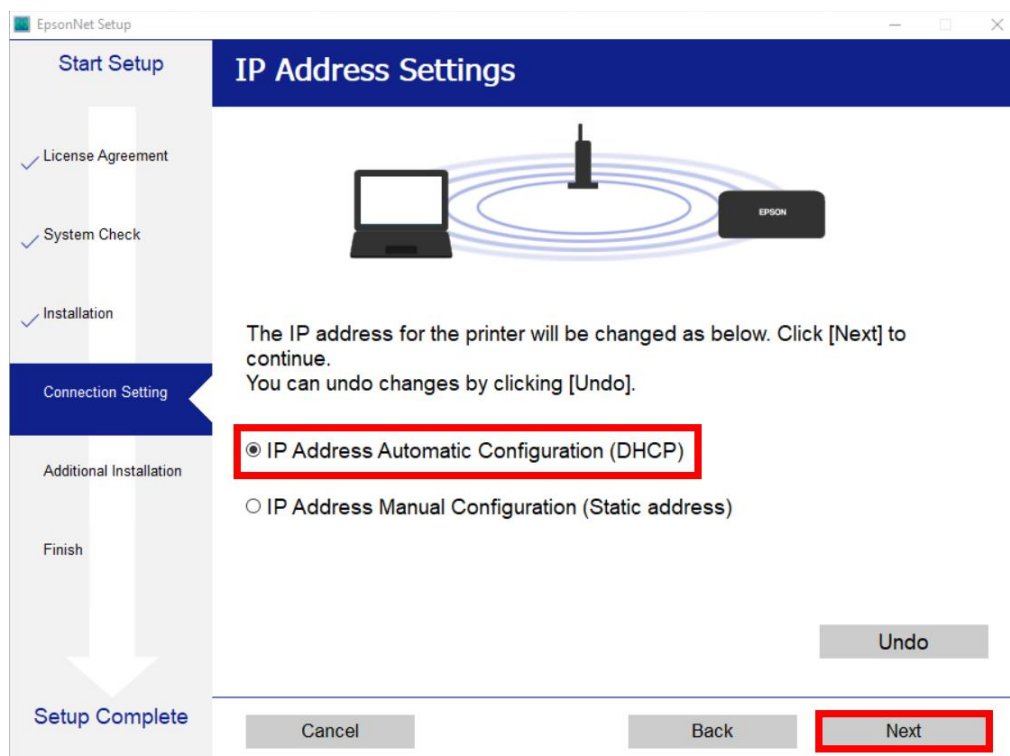 EpsonNet Setup
Start Setup
License Agreement
System Check
Installation
Connection Setting
Additional Installation
Finish
Setup Complete
IP Address Settings
EPSON
The IP address for the printer will be changed as below. Click [Next] to
continue.
You can undo changes by clicking [Undo].
IP Address Automatic Configuration (DHCP)
IP Address Manual Configuration (Static address)
Undo
Cancel
Back
Next